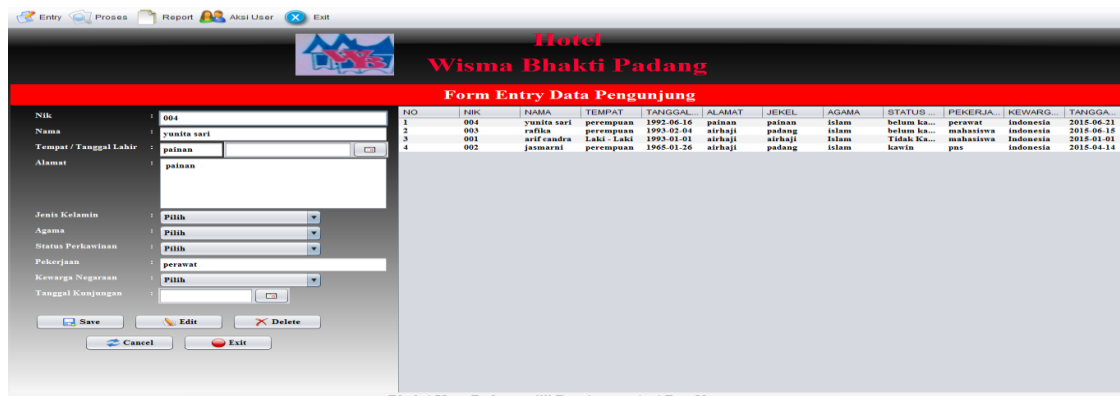 Entry Proses Report Aksi User Exit
WVs
Hotel
Wisma Bhakti Padang
Form Entry Data Pengunjung
Nik : 004
Nama : yunita sari
Tempat / Tanggal Lahir : painan
Alamat : painan
Jenis Kelamin : Pilih
Agama : Pilih
Status Perkawinan : Pilih
Pekerjaan : perawat
Kewarga Negaraan : Pilih
Tanggal Kunjungan :
Save Edit Delete
Cancel Exit
NO NIK NAMA TEMPAT TANGGAL... ALAMAT JEKEL AGAMA STATUS ... PEKERJA... KEWARG... TANGGA...
1 004 yunita sari perempuan 1992-06-16 painan painan islam belum ka... perawat indonesia 2015-06-21
2 003 rafika perempuan 1993-02-04 airhaji padang islam belum ka... mahasiswa indonesia 2015-06-15
3 001 arif candra Laki - Laki 1993-01-01 airhaji airhaji Islam Tidak Ka... mahasiswa Indonesia 2015-01-01
4 002 jasmarni perempuan 1965-01-26 airhaji padang islam kawin pns indonesia 2015-04-14